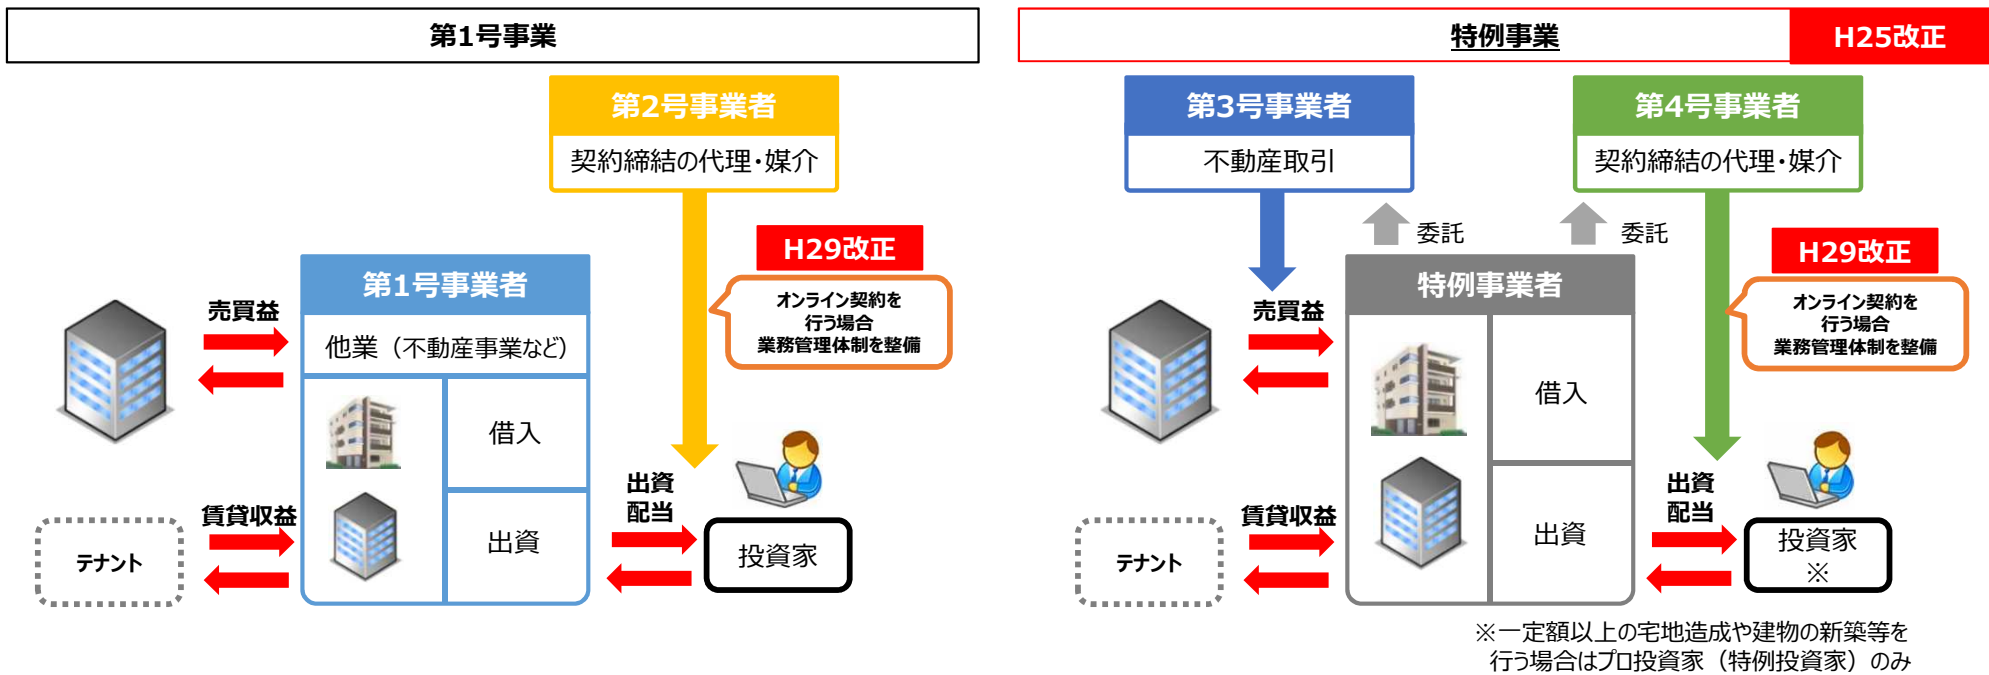 第1号事業
第2号事業者
契約締結の代理・媒介
H29改正
オンライン契約を
行う場合
業務管理体制を整備
第1号事業者
他業（不動産事業など）
借入
出資
売買益
賃貸収益
テナント
出資
配当
投資家
特例事業
H25改正
第3号事業者
不動産取引
第4号事業者
契約締結の代理・媒介
委託
委託
H29改正
オンライン契約を
行う場合
業務管理体制を整備
特例事業者
借入
出資
売買益
賃貸収益
テナント
出資
配当
投資家
※
※一定額以上の宅地造成や建物の新築等を
行う場合はプロ投資家（特例投資家）のみ